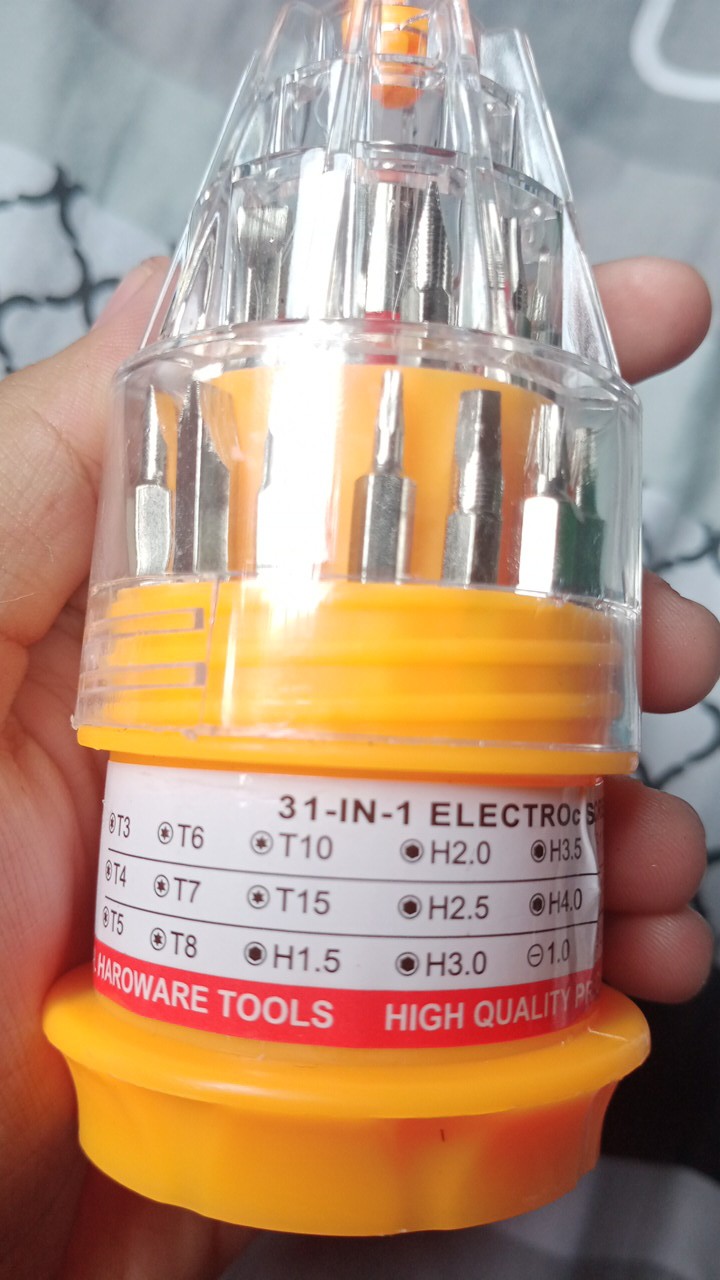 31-IN-1 ELECTROc
T3 T6 T10 H2.0 H3.5
T4 T7 T15 H2.5 H4.0
T5 T8 H1.5 H3.0 1.0
HAROWARE TOOLS HIGH QUALITY